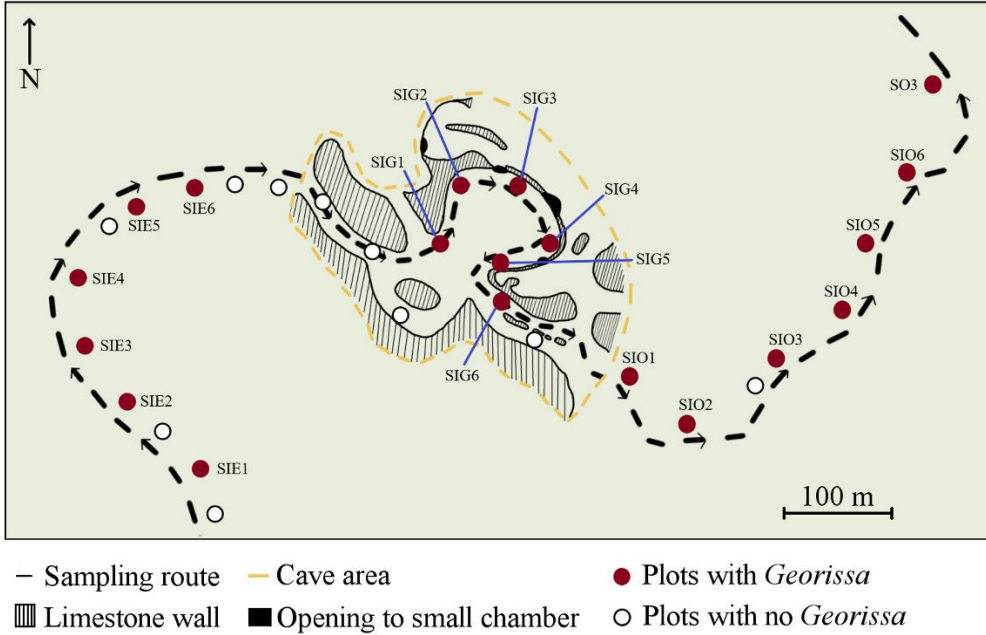 N
SIG2
SIG3
SO3
SIG1
SIG4
SIO6
SIE6
SIE5
SIO5
SIG5
SIE4
SIO4
SIE3
SIG6
SIO1
SIO3
SIE2
SIO2
SIE1
100 m
Sampling route
Cave area
Plots with Georissa
Limestone wall
Opening to small chamber
Plots with no Georissa